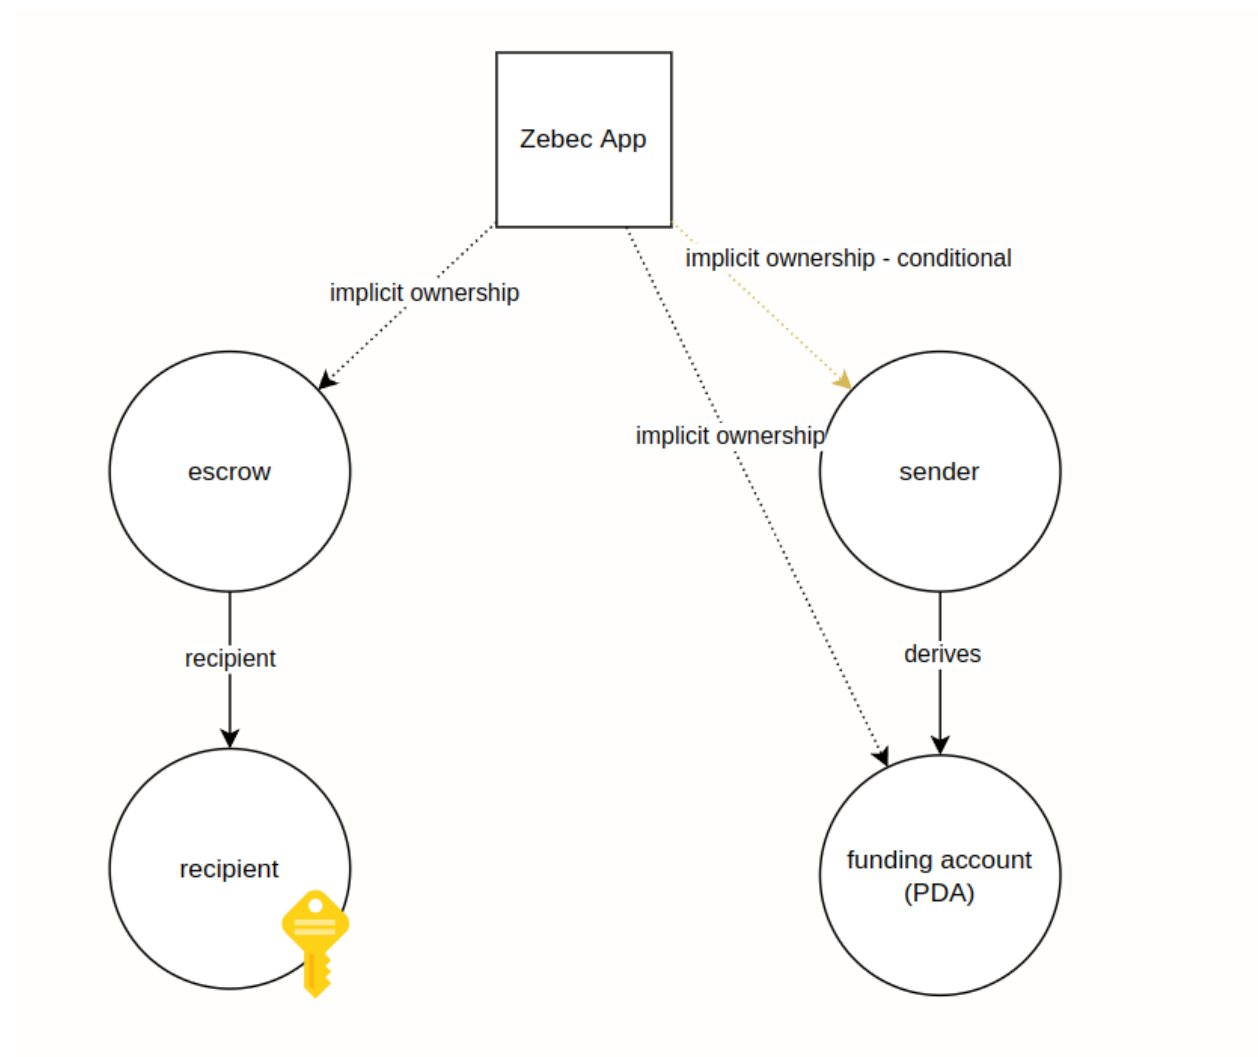 Zebec App
implicit ownership - conditional
implicit ownership
implicit ownership
escrow
sender
recipient
derives
recipient
funding account
(PDA)